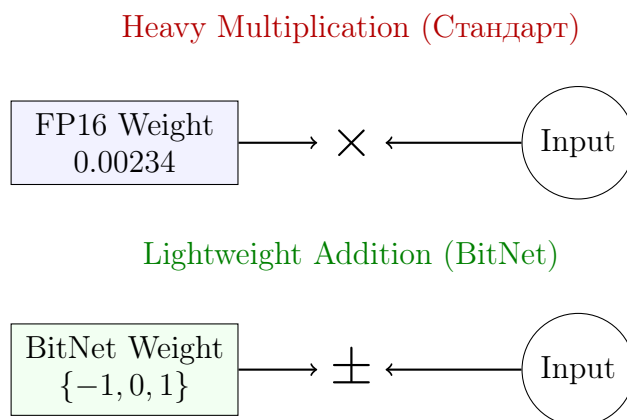 Heavy Multiplication (Стандарт)
FP16 Weight
0.00234
×
Input
Lightweight Addition (BitNet)
BitNet Weight
{−1, 0, 1}
±
Input